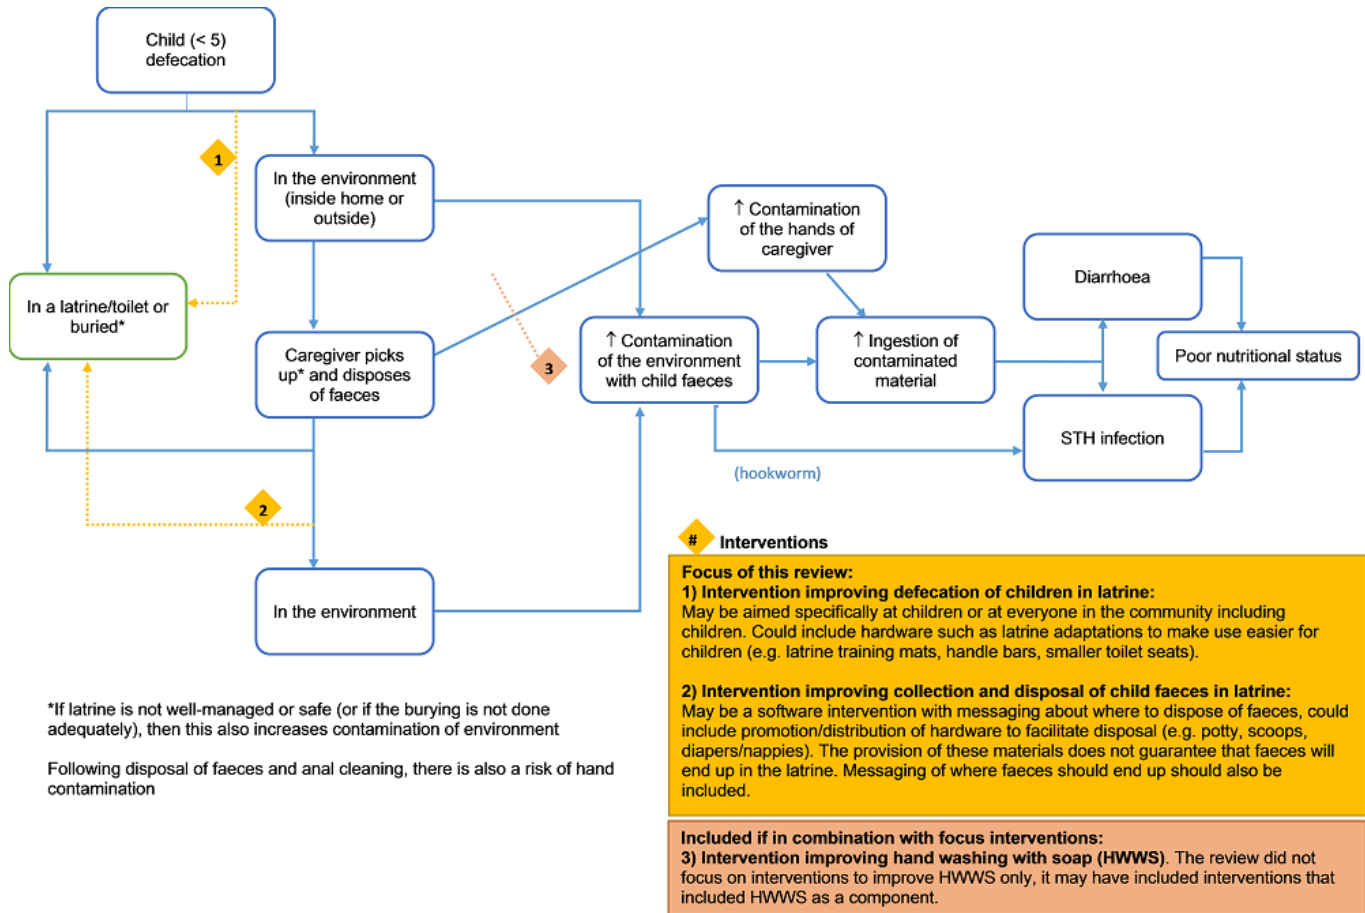 Child (< 5)
defecation
1
In the environment
(inside home or
outside)
↑ Contamination
of the hands of
caregiver
Diarrhoea
In a latrine/toilet or
buried*
Caregiver picks
up* and disposes
of faeces
3
↑ Contamination
of the environment
with child faeces
↑ Ingestion of
contaminated
material
Poor nutritional status
STH infection
(hookworm)
2
In the environment
# Interventions
Focus of this review:
1) Intervention improving defecation of children in latrine:
May be aimed specifically at children or at everyone in the community including
children. Could include hardware such as latrine adaptations to make use easier for
children (e.g. latrine training mats, handle bars, smaller toilet seats).
2) Intervention improving collection and disposal of child faeces in latrine:
May be a software intervention with messaging about where to dispose of faeces, could
include promotion/distribution of hardware to facilitate disposal (e.g. potty, scoops,
diapers/nappies). The provision of these materials does not guarantee that faeces will
end up in the latrine. Messaging of where faeces should end up should also be
included.
*If latrine is not well-managed or safe (or if the burying is not done
adequately), then this also increases contamination of environment
Following disposal of faeces and anal cleaning, there is also a risk of hand
contamination
Included if in combination with focus interventions:
3) Intervention improving hand washing with soap (HWWS). The review did not
focus on interventions to improve HWWS only, it may have included interventions that
included HWWS as a component.